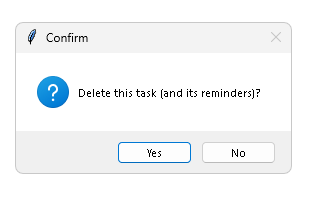 Confirm
Delete this task (and its reminders)?
Yes
No